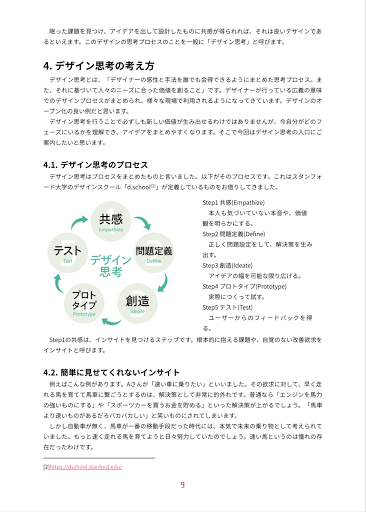 眠った課題を見つけ、アイデアを出して設計したものに共感が得られれば、それは良いデザインであ
るといえます。このデザインの思考プロセスのことを一般に「デザイン思考」と呼びます。
4. デザイン思考の考え方
デザイン思考とは、「デザイナーの感性と手法を誰でも会得できるようにまとめた思考プロセス。ま
た、それに基づいて人々のニーズに合った価値を創ること」です。デザイナーが行っている広義の意味
でのデザインプロセスがまとめられ、様々な現場で利用されるようになってきています。デザインのオ
ープン化の良い例だと思います。
デザイン思考を行うことで必ずしも新しい価値が生み出せるわけではありませんが、今自分がどのフ
ェーズにいるかを理解でき、アイデアをまとめやすくなります。そこで今回はデザイン思考の入口にご
案内したいと思います。
4.1. デザイン思考のプロセス
デザイン思考はプロセスをまとめたものと言いました。以下がそのプロセスです。これはスタンフォ
ード大学のデザインスクール「d.school[2]」が定義しているものをお借りしてきました。
共感
Empathize
問題定義
Define
創造
Ideate
プロト
タイプ
Prototype
テスト
Test
デザイン
思考
Step1 共感(Empathize)
本人も気づいていない本音や、価値
観を明らかにする。
Step2 問題定義(Define)
正しく問題設定をして、解決策を生み
出す。
Step3 創造(Ideate)
アイデアの幅を可能な限り広げる。
Step4 プロトタイプ(Prototype)
実際につくって試す。
Step5 テスト(Test)
ユーザーからのフィードバックを得
る。
Step1の共感は、インサイトを見つけるステップです。根本的に抱える課題や、自覚のない改善欲求を
インサイトと呼びます。
4.2. 簡単に見せてくれないインサイト
例えばこんな例があります。Aさんが「速い車に乗りたい」といいました。その欲求に対して、早く走
れる馬を育てて馬車に繋ごうとするのは、解決策として非常に的外れです。普通なら「エンジンを馬力
の強いものにする」や「スポーツカーを買うお金を貯める」といった解決策が上がるでしょう。「馬車
より速いものがあるだろバカバカしい」と笑いものにされてしまいます。
しかし自動車が無く、馬車が一番の移動手段だった時代には、本気で未来の乗り物として考えられて
いました。もっと速く走れる馬を育てようと日々努力していたのでしょう。速い馬というのは憧れの存
在だったわけです。
[2]https://dschool.stanford.edu/
9